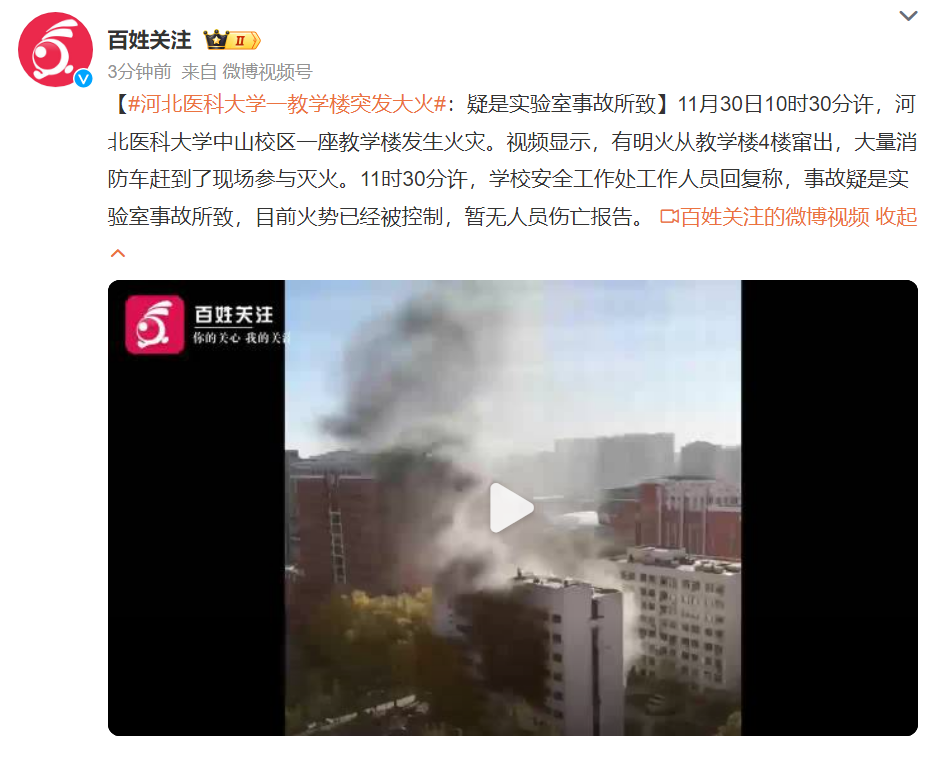 百姓关注 II
3分钟前 来自 微博视频号
【#河北医科大学一教学楼突发大火#：疑是实验室事故所致】11月30日10时30分许，河
北医科大学中山校区一座教学楼发生火灾。视频显示，有明火从教学楼4楼窜出，大量消
防车赶到了现场参与灭火。11时30分许，学校安全工作处工作人员回复称，事故疑是实
验室事故所致，目前火势已经被控制，暂无人员伤亡报告。 百姓关注的微博视频 收起
百姓关注
你的关心 我的关注